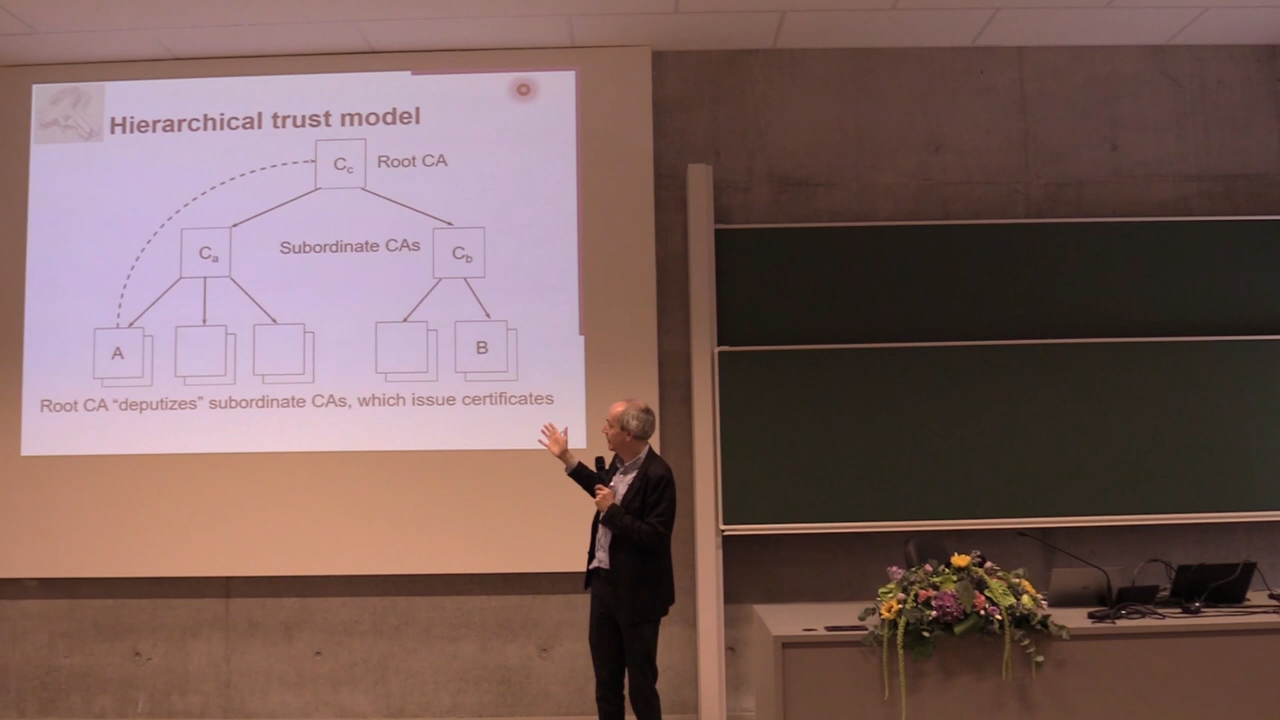 Hierarchical trust model
Cc Root CA
Ca Subordinate CAs Cb
A B
Root CA “deputizes” subordinate CAs, which issue certificates